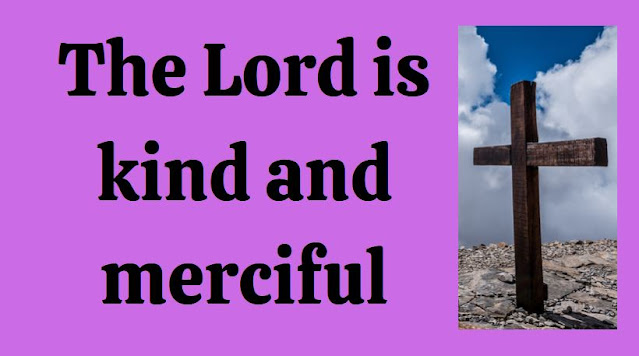 The Lord is
kind and
merciful